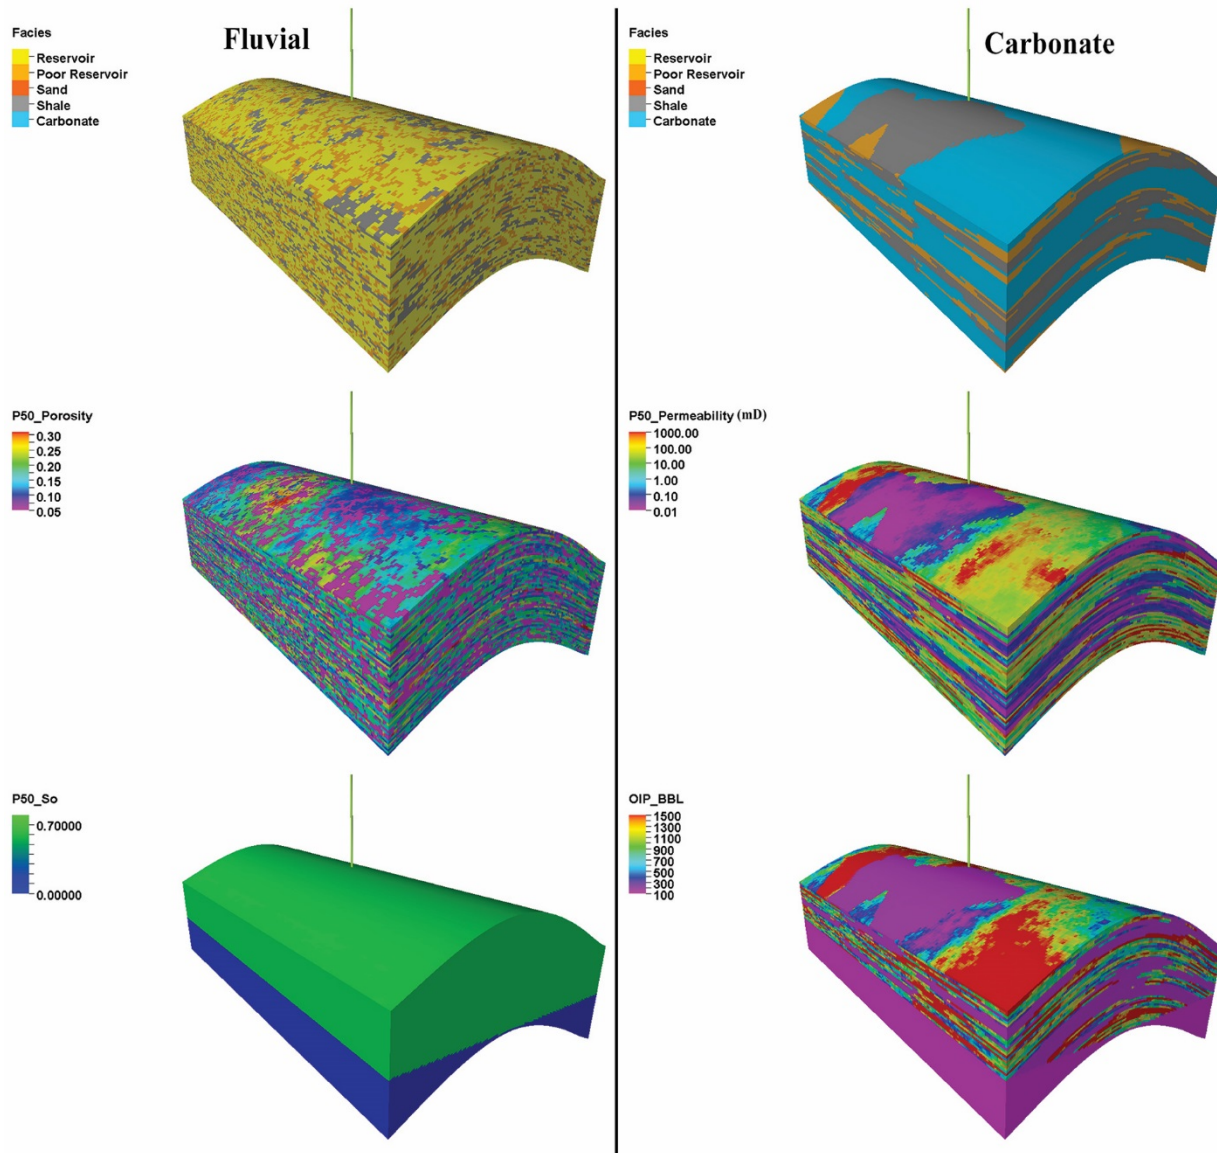 Facies
Fluvial
Reservoir
Poor Reservoir
Sand
Shale
Carbonate
Facies
Carbonate
Reservoir
Poor Reservoir
Sand
Shale
Carbonate
P50_Porosity
0.30
0.25
0.20
0.15
0.10
0.05
P50_Permeability (mD)
1000.00
100.00
10.00
1.00
0.10
0.01
P50_So
0.70000
0.00000
OIP_BBL
1500
1300
1100
900
700
500
300
100